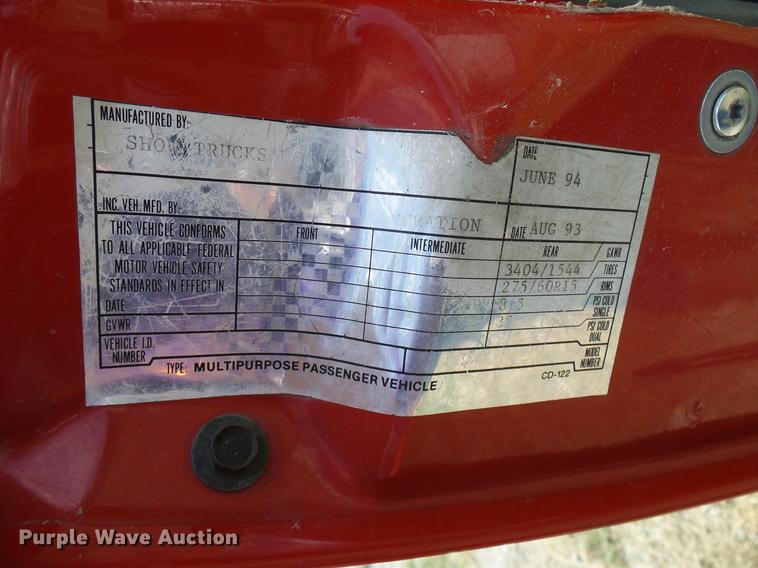 MANUFACTURED BY:
SHOW TRUCKS
DATE
JUNE 94
INC. VEH. MFD. BY:
DATE AUG 93
THIS VEHICLE CONFORMS
TO ALL APPLICABLE FEDERAL
MOTOR VEHICLE SAFETY
STANDARDS IN EFFECT IN:
DATE
FRONT INTERMEDIATE REAR GAWR
3404/1544 TIRES
275/60R15 RIMS
PSI COLD
SINGLE
PSI COLD
DUAL
GVWR
VEHICLE I.D.
NUMBER
MODEL
NUMBER
TYPE: MULTIPURPOSE PASSENGER VEHICLE
CD-122
Purple Wave Auction